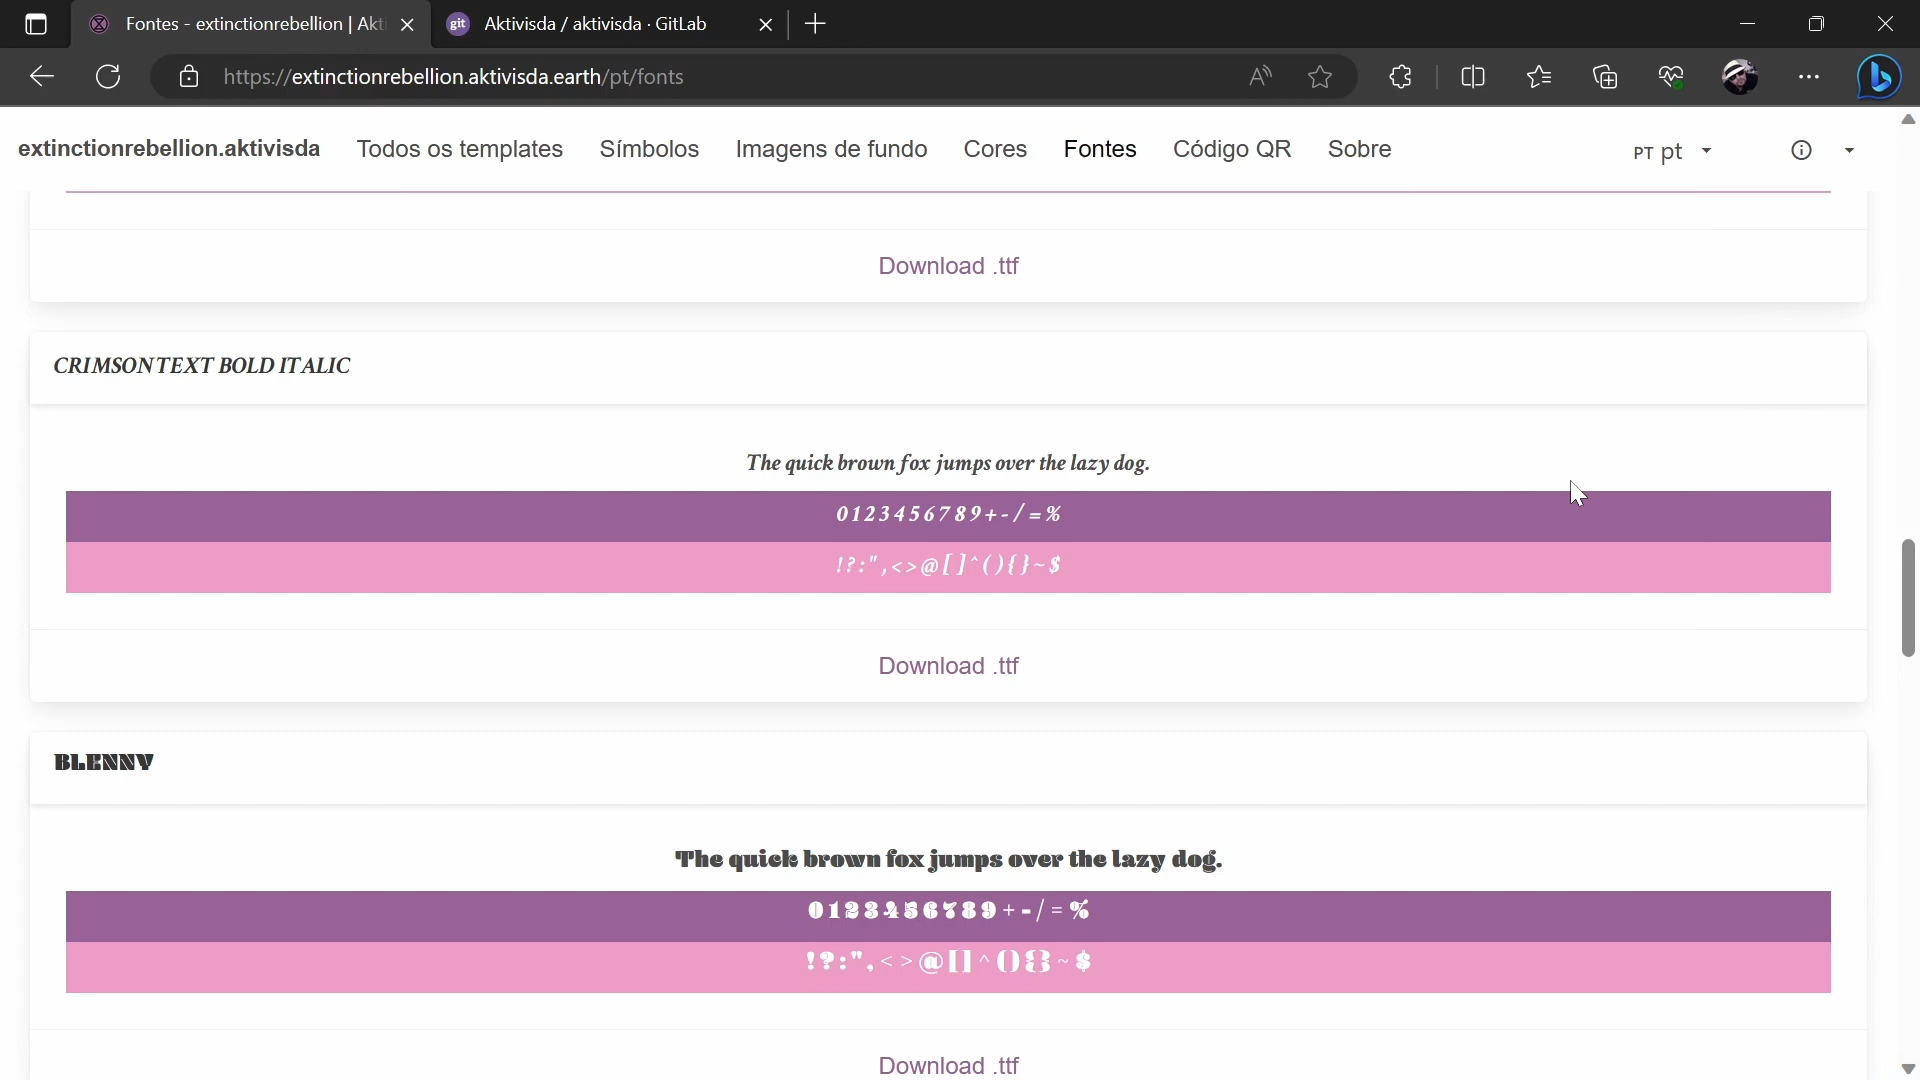 Fontes - extinctionrebellion | Akti
Aktivisda / aktivisda · GitLab
https://extinctionrebellion.aktivisda.earth/pt/fonts
extinctionrebellion.aktivisda
Todos os templates
Símbolos
Imagens de fundo
Cores
Fontes
Código QR
Sobre
PT pt
Download .ttf
CRIMSONTEXT BOLD ITALIC
The quick brown fox jumps over the lazy dog.
0123456789+-/=%
!?:",<>@[]^(){}~$
Download .ttf
BLENNY
The quick brown fox jumps over the lazy dog.
0123456789+-/=%
!?:",<>@[]^(){}~$
Download .ttf